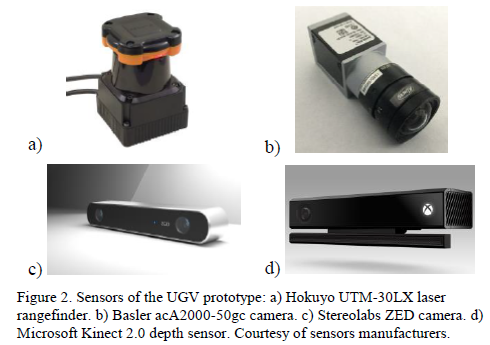 a)
b)
c)
d)
Figure 2. Sensors of the UGV prototype: a) Hokuyo UTM-30LX laser
rangefinder. b) Basler acA2000-50gc camera. c) Stereolabs ZED camera. d)
Microsoft Kinect 2.0 depth sensor. Courtesy of sensors manufacturers.